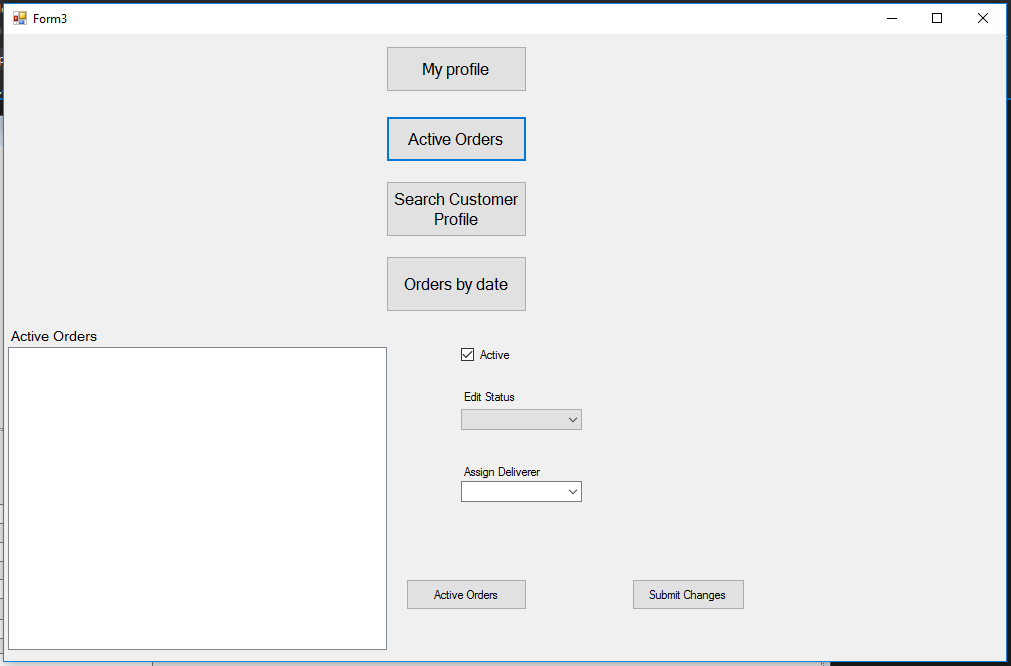 Form3
My profile
Active Orders
Search Customer
Profile
Orders by date
Active Orders
Active
Edit Status
Assign Deliverer
Active Orders
Submit Changes